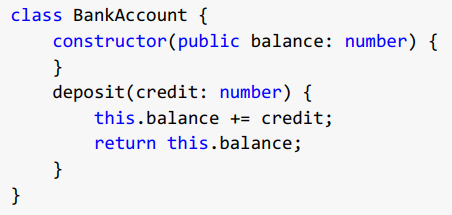 class BankAccount {
    constructor(public balance: number) {
    }
    deposit(credit: number) {
        this.balance += credit;
        return this.balance;
    }
}